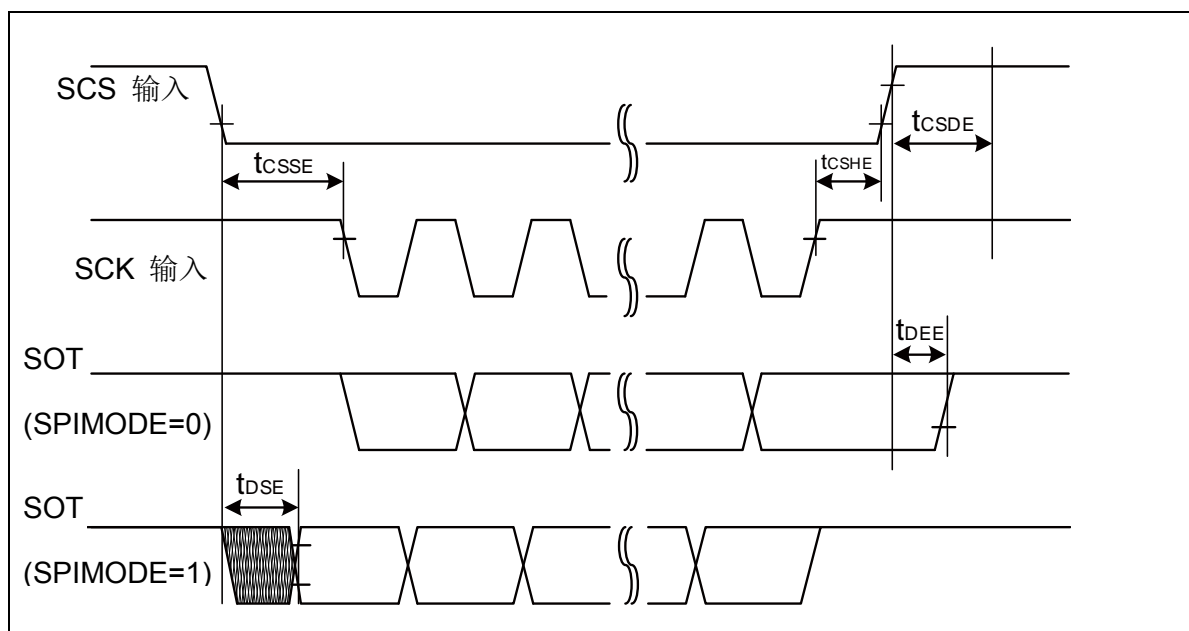 SCS 输入
tCSDE
tCSSE
tCSHE
SCK 输入
tDEE
SOT
(SPIMODE=0)
tDSE
SOT
(SPIMODE=1)